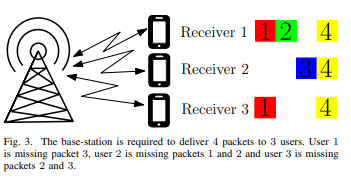 Receiver 1 1 2 4
Receiver 2 3 4
Receiver 3 1 4
Fig. 3. The base-station is required to deliver 4 packets to 3 users. User 1
is missing packet 3, user 2 is missing packets 1 and 2 and user 3 is missing
packets 2 and 3.